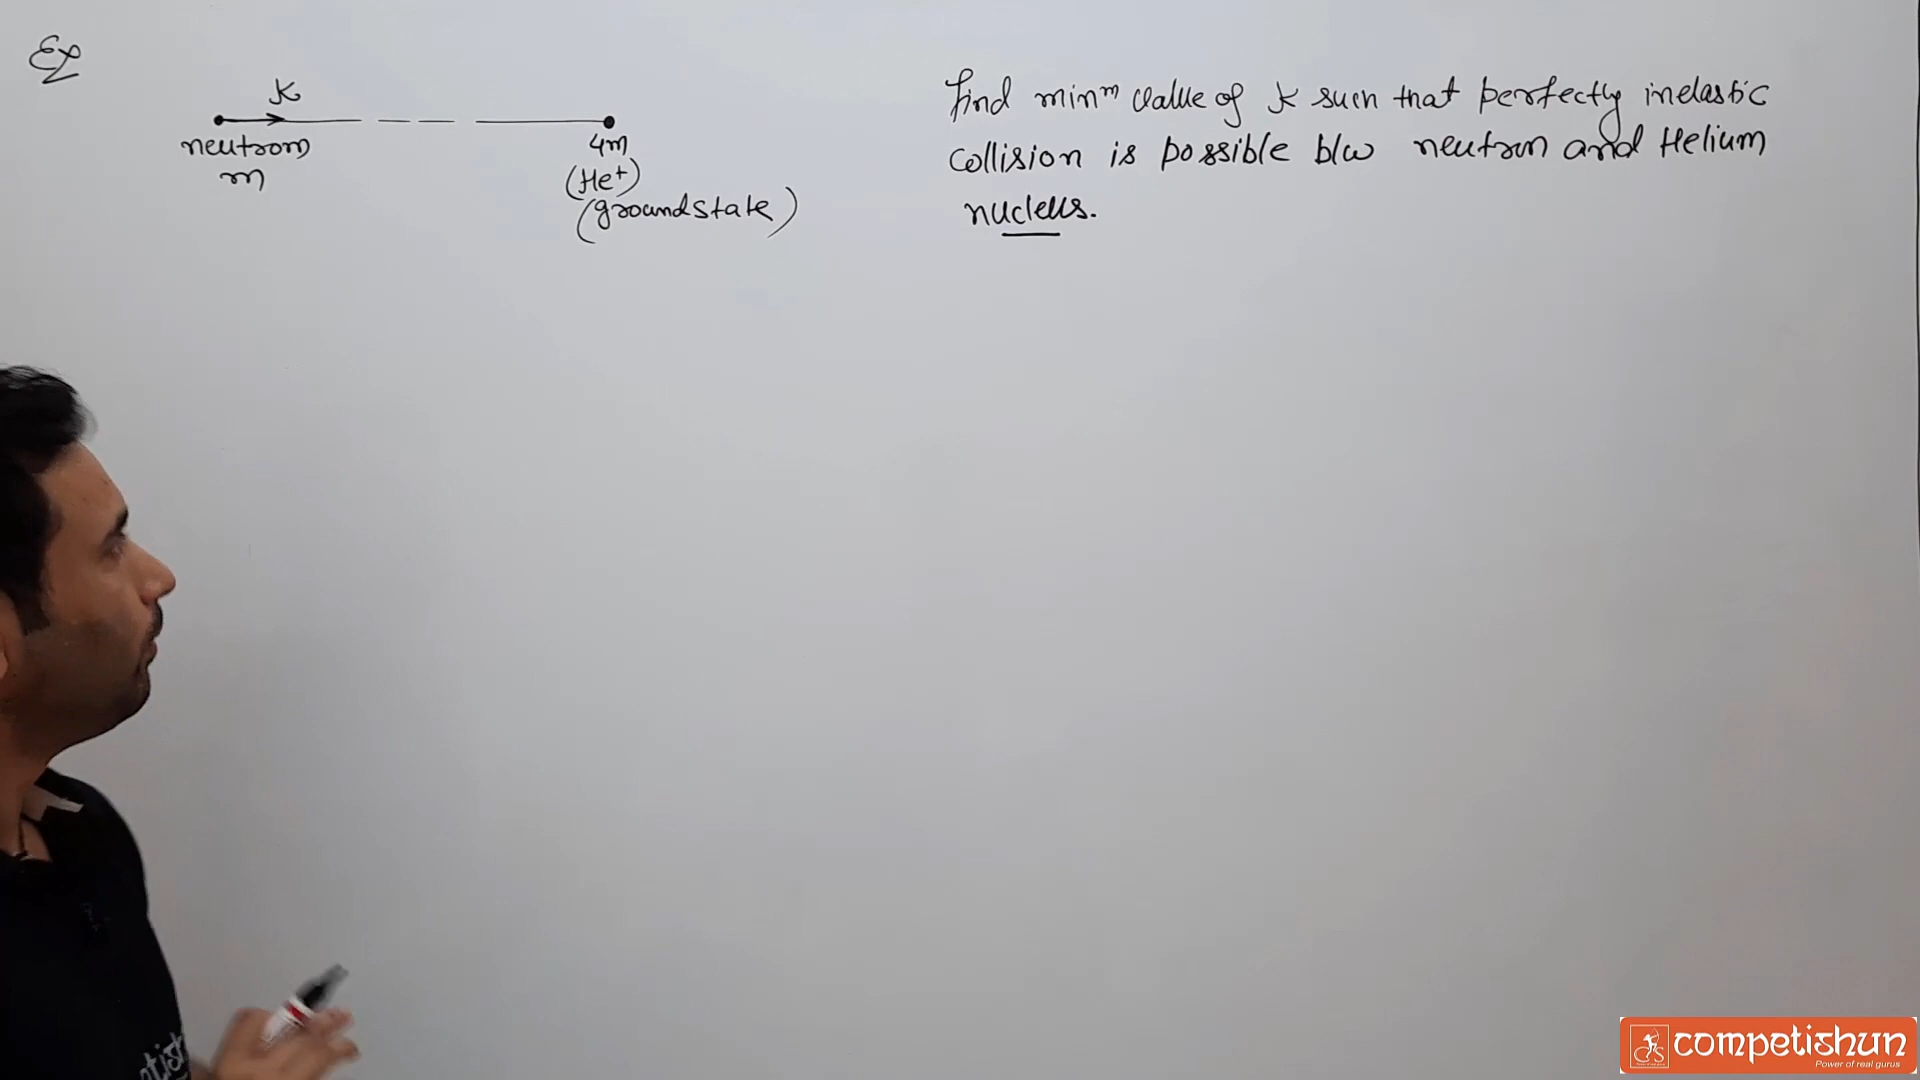 Ex
K
neutrom
m
4m
(He+)
(groundstate)
Find minᵐ value of K such that perfectly inelastic
collision is possible b/w neutron and Helium
nucleus.
competishun
Power of real gurus